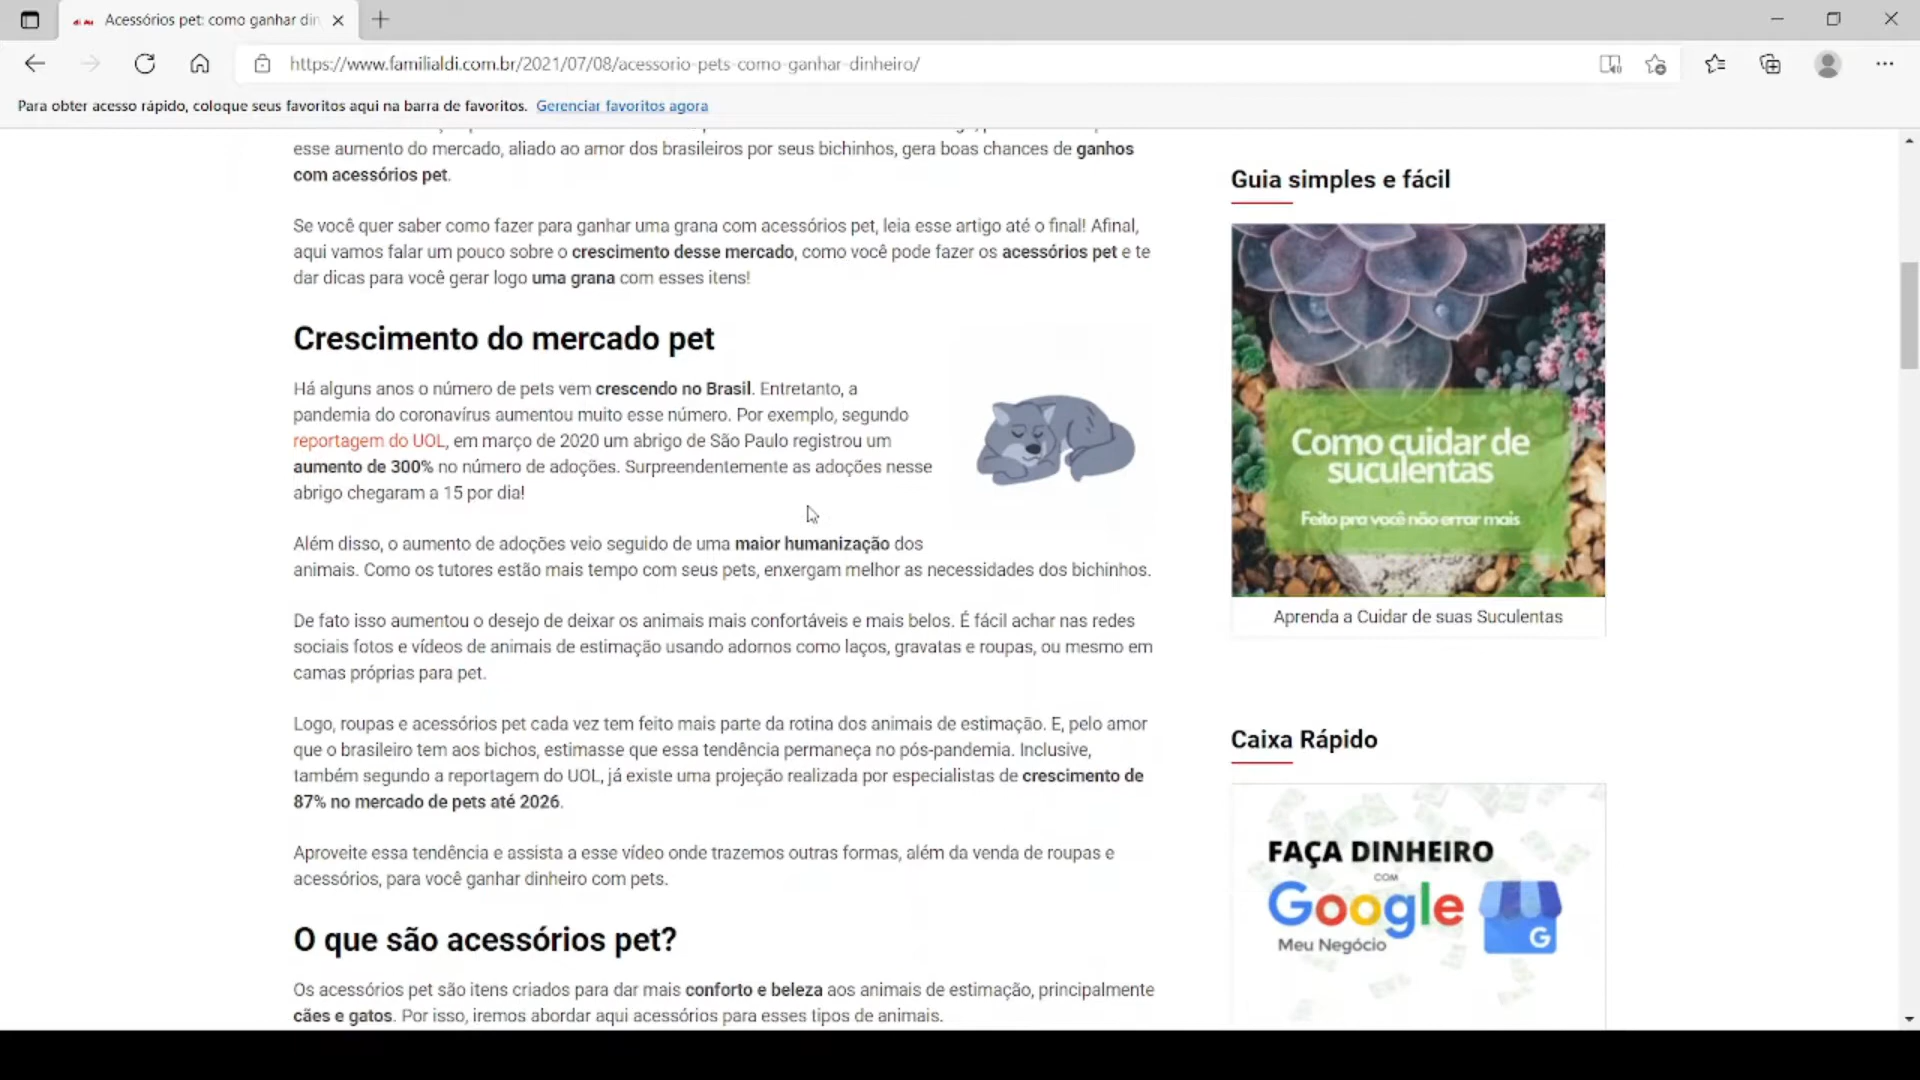 Acessórios pet: como ganhar din
https://www.familialdi.com.br/2021/07/08/acessorio-pets-como-ganhar-dinheiro/
Para obter acesso rápido, coloque seus favoritos aqui na barra de favoritos. Gerenciar favoritos agora
esse aumento do mercado, aliado ao amor dos brasileiros por seus bichinhos, gera boas chances de ganhos
com acessórios pet.
Se você quer saber como fazer para ganhar uma grana com acessórios pet, leia esse artigo até o final! Afinal,
aqui vamos falar um pouco sobre o crescimento desse mercado, como você pode fazer os acessórios pet e te
dar dicas para você gerar logo uma grana com esses itens!
Crescimento do mercado pet
Há alguns anos o número de pets vem crescendo no Brasil. Entretanto, a
pandemia do coronavírus aumentou muito esse número. Por exemplo, segundo
reportagem do UOL, em março de 2020 um abrigo de São Paulo registrou um
aumento de 300% no número de adoções. Surpreendentemente as adoções nesse
abrigo chegaram a 15 por dia!
Além disso, o aumento de adoções veio seguido de uma maior humanização dos
animais. Como os tutores estão mais tempo com seus pets, enxergam melhor as necessidades dos bichinhos.
De fato isso aumentou o desejo de deixar os animais mais confortáveis e mais belos. É fácil achar nas redes
sociais fotos e vídeos de animais de estimação usando adornos como laços, gravatas e roupas, ou mesmo em
camas próprias para pet.
Logo, roupas e acessórios pet cada vez tem feito mais parte da rotina dos animais de estimação. E, pelo amor
que o brasileiro tem aos bichos, estimasse que essa tendência permaneça no pós-pandemia. Inclusive,
também segundo a reportagem do UOL, já existe uma projeção realizada por especialistas de crescimento de
87% no mercado de pets até 2026.
Aproveite essa tendência e assista a esse vídeo onde trazemos outras formas, além da venda de roupas e
acessórios, para você ganhar dinheiro com pets.
O que são acessórios pet?
Os acessórios pet são itens criados para dar mais conforto e beleza aos animais de estimação, principalmente
cães e gatos. Por isso, iremos abordar aqui acessórios para esses tipos de animais.
Guia simples e fácil
Como cuidar de
suculentas
Feito pra você não errar mais
Aprenda a Cuidar de suas Suculentas
Caixa Rápido
FAÇA DINHEIRO
COM
Google
Meu Negócio
G